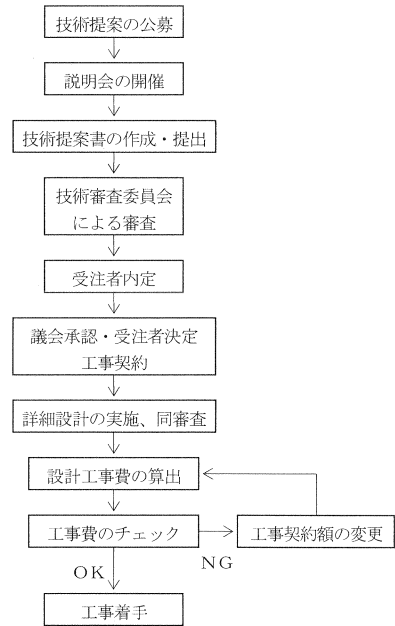 技術提案の公募
説明会の開催
技術提案書の作成・提出
技術審査委員会
による審査
受注者内定
議会承認・受注者決定
工事契約
詳細設計の実施、同審査
設計工事費の算出
工事費のチェック
工事契約額の変更
NG
OK
工事着手